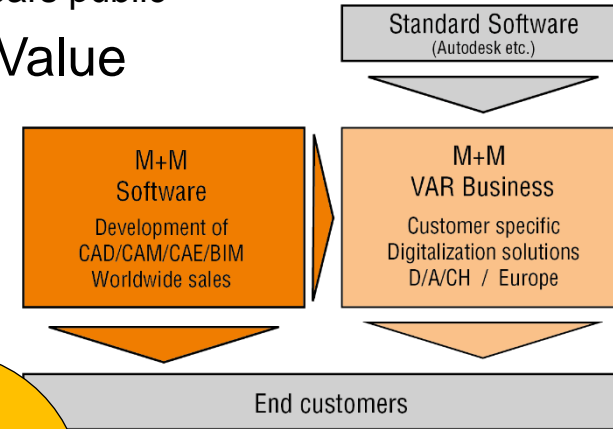 public
Value
Standard Software
(Autodesk etc.)
M+M
Software
Development of
CAD/CAM/CAE/BIM
Worldwide sales
M+M
VAR Business
Customer specific
Digitalization solutions
D/A/CH / Europe
End customers